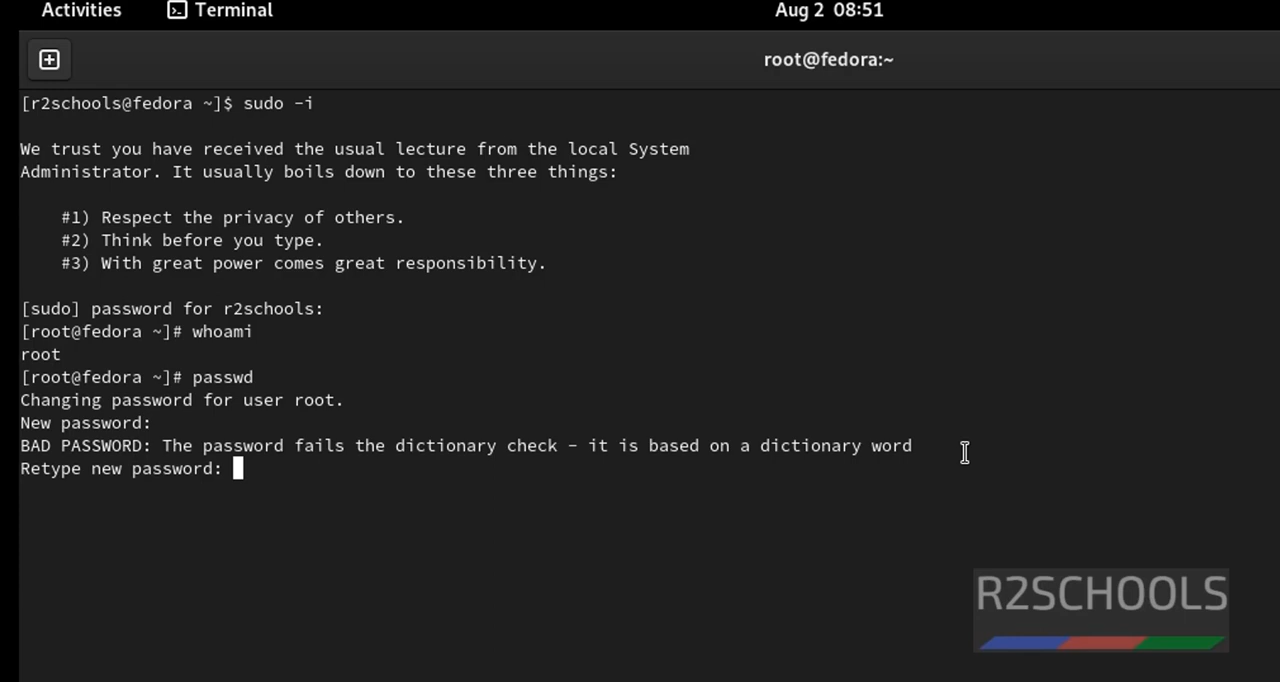 Activities
Terminal
Aug 2 08:51
root@fedora:~
[r2schools@fedora ~]$ sudo -i
We trust you have received the usual lecture from the local System
Administrator. It usually boils down to these three things:
#1) Respect the privacy of others.
#2) Think before you type.
#3) With great power comes great responsibility.
[sudo] password for r2schools:
[root@fedora ~]# whoami
root
[root@fedora ~]# passwd
Changing password for user root.
New password:
BAD PASSWORD: The password fails the dictionary check - it is based on a dictionary word
Retype new password:
R2SCHOOLS